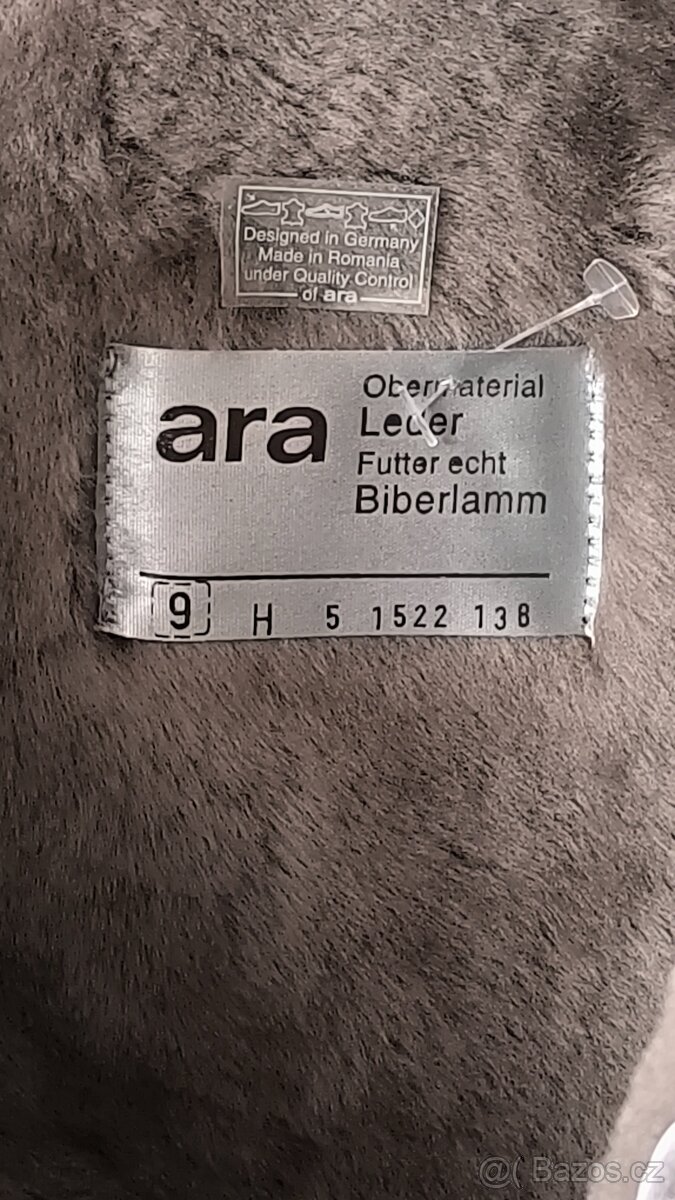 Designed in Germany
Made in Romania
under Quality Control
of ara
ara
Obermaterial
Leder
Futter echt
Biberlamm
9 H 5 1522 13B
@( Bazos.cz